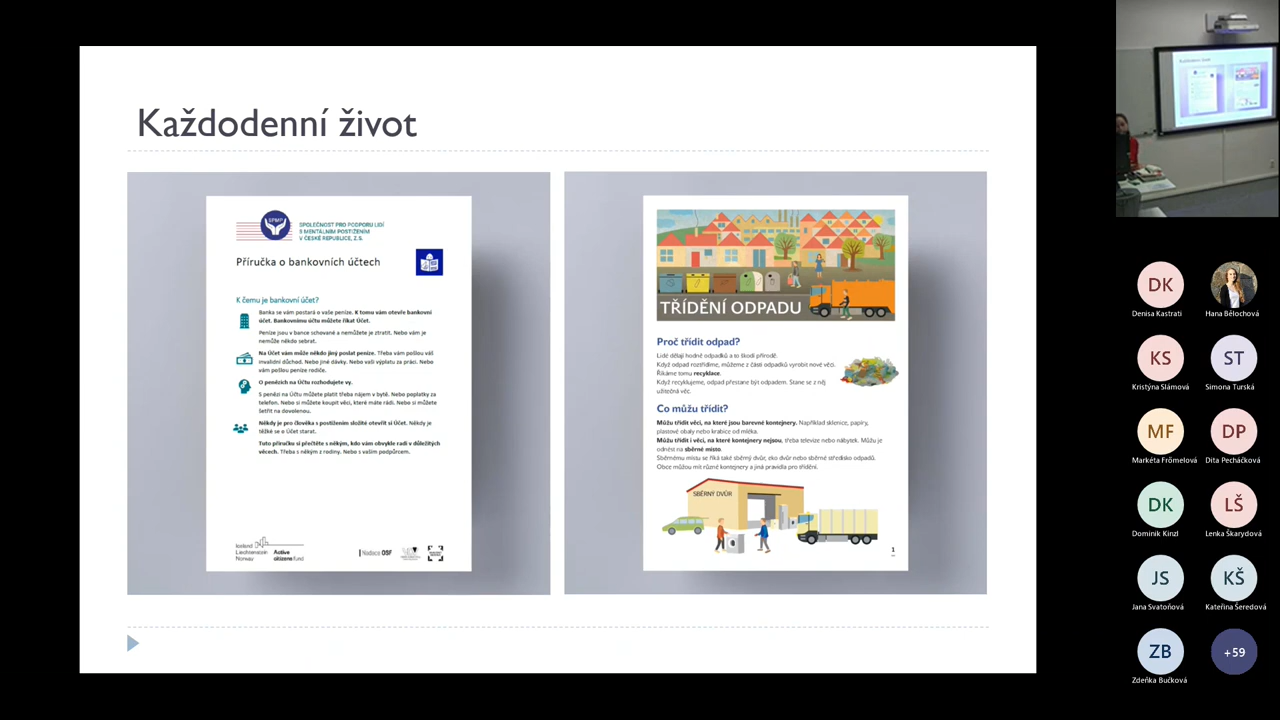 Každodenní život
SPMP
SPOLEČNOST PRO PODPORU LIDÍ
S MENTÁLNÍM POSTIŽENÍM
V ČESKÉ REPUBLICE, Z.S.
Příručka o bankovních účtech
K čemu je bankovní účet?
Banka se vám postará o vaše peníze. K tomu vám otevře bankovní
účet. Bankovnímu účtu můžete říkat Účet.
Peníze jsou v bance schované a nemůžete je ztratit. Nebo vám je
nemůže někdo sebrat.
Na Účet vám může někdo jiný poslat peníze. Třeba vám pošlou váš
invalidní důchod. Nebo jiné dávky. Nebo vaši výplatu za práci. Nebo
vám pošlou peníze rodiče.
O penězích na Účtu rozhodujete vy.
S penězi na Účtu můžete platit třeba nájem v bytě. Nebo poplatky za
telefon. Nebo si můžete koupit věci, které máte rádi. Nebo si můžete
šetřit na dovolenou.
Někdy je pro člověka s postižením složité otevřít si Účet. Někdy je
těžké se o Účet starat.
Tuto příručku si přečtěte s někým, kdo vám obvykle radí v důležitých
věcech. Třeba s někým z rodiny. Nebo s vaším podpůrcem.
Iceland
Liechtenstein
Norway
Active
citizens fund
Nadace OSF
TŘÍDĚNÍ ODPADU
Proč třídit odpad?
Lidé dělají hodně odpadků a to škodí přírodě.
Když odpad roztřídíme, můžeme z části odpadků vyrobit nové věci.
Říkáme tomu recyklace.
Když recyklujeme, odpad přestane být odpadem. Stane se z něj
užitečná věc.
Co můžu třídit?
Můžu třídit věci, na které jsou barevné kontejnery. Například sklenice, papíry,
plastové obaly nebo krabice od mléka.
Můžu třídit i věci, na které kontejnery nejsou, třeba televize nebo nábytek. Můžu je
odnést na sběrné místo.
Sběrnému místu se říká také sběrný dvůr, eko dvůr nebo sběrné středisko odpadů.
Obce můžou mít různé kontejnery a jiná pravidla pro třídění.
SBĚRNÝ DVŮR
1
Každodenní život
DK
Denisa Kastrati
Hana Bělochová
KS
Kristýna Slámová
ST
Simona Turská
MF
Markéta Frömelová
DP
Dita Pecháčková
DK
Dominik Kinzl
LŠ
Lenka Škarydová
JS
Jana Svatoňová
KŠ
Kateřina Šeredová
ZB
Zdeňka Bučková
+59